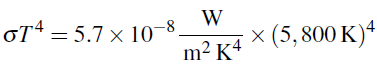 σT⁴ = 5.7 × 10⁻⁸ W/(m² K⁴) × (5,800 K)⁴